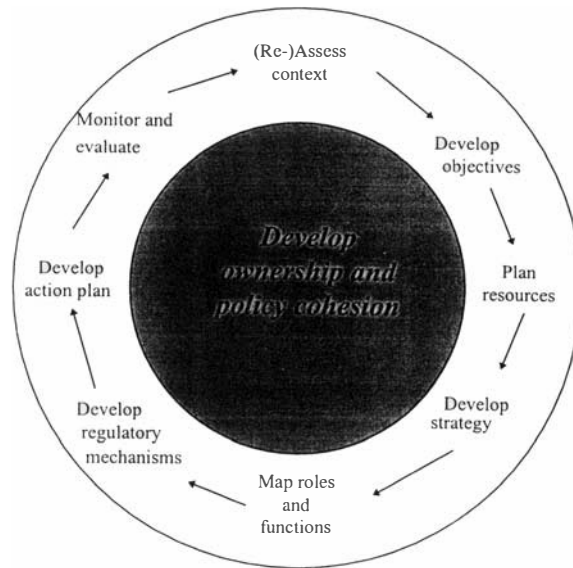 (Re-)Assess
context
Develop
objectives
Plan
resources
Develop
strategy
Map roles
and
functions
Develop
regulatory
mechanisms
Develop
action plan
Monitor and
evaluate
Develop
ownership and
policy cohesion